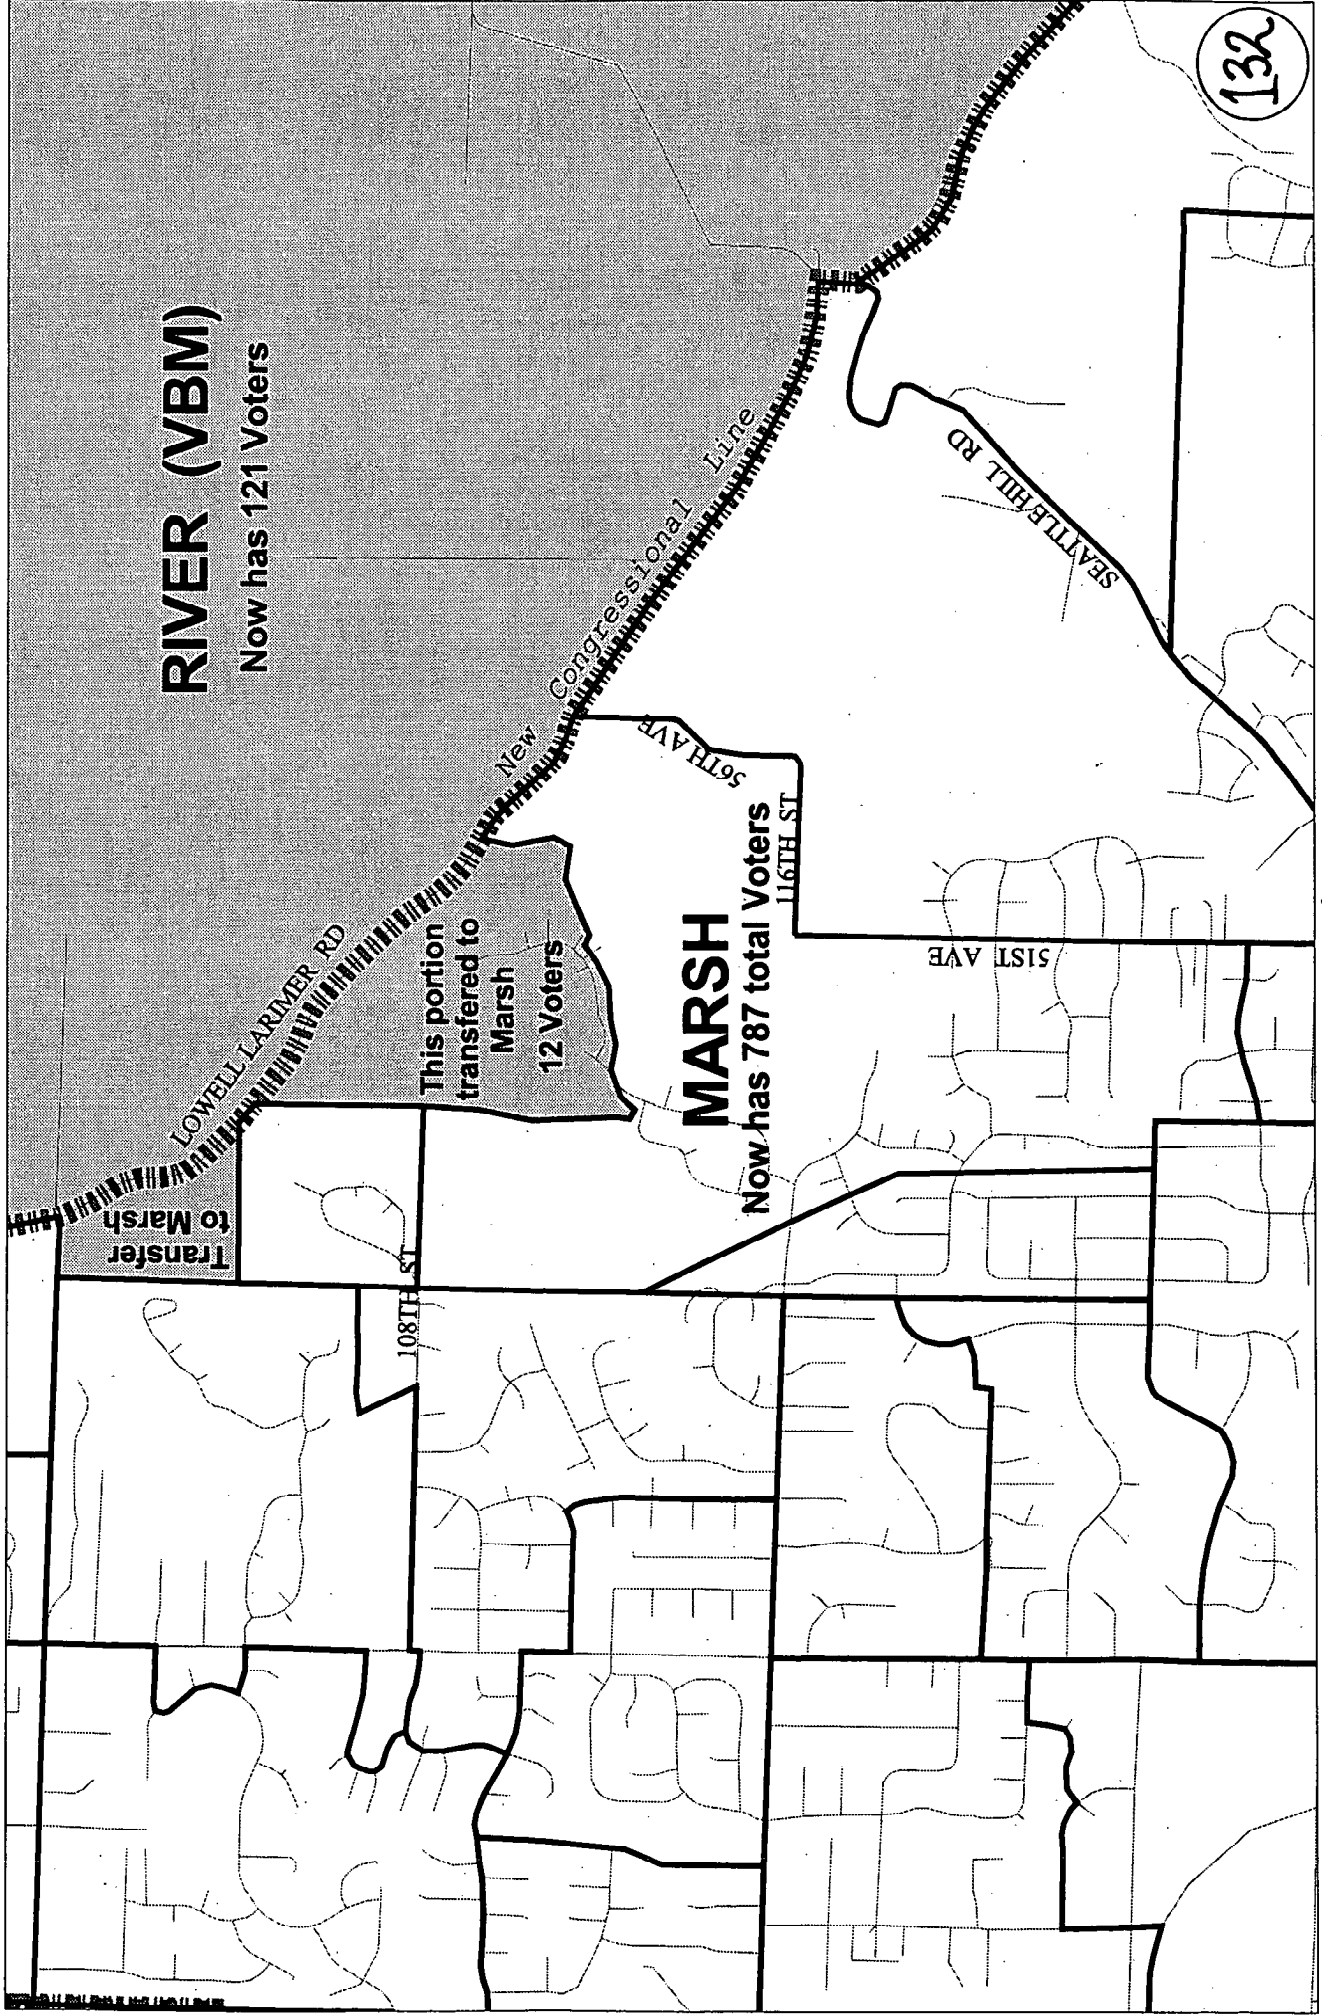 RIVER (VBM)
Now has 121 Voters
132
New Congressional Line
LOWELL LARIMER RD
This portion
transfered to
Marsh
12 Voters
Transfer
to Marsh
MARSH
Now has 787 total Voters
56TH AVE
116TH ST
SEATTLE HILL RD
51ST AVE
108TH ST